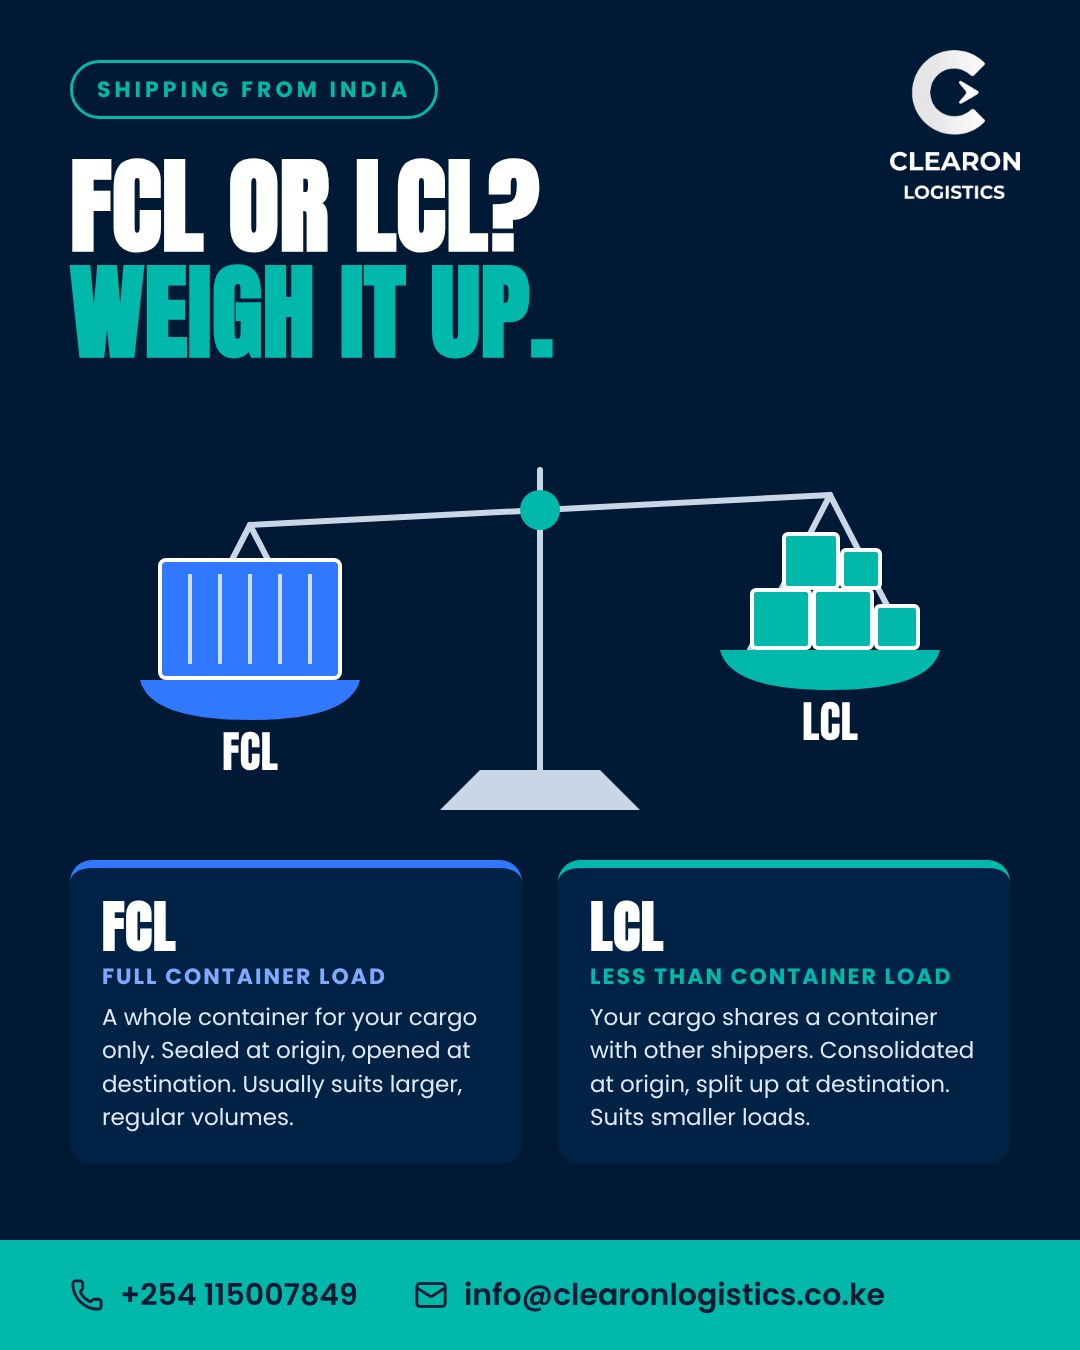 SHIPPING FROM INDIA
CLEARON
LOGISTICS
FCL OR LCL?
WEIGH IT UP.
FCL
LCL
FCL
FULL CONTAINER LOAD
A whole container for your cargo
only. Sealed at origin, opened at
destination. Usually suits larger,
regular volumes.
LCL
LESS THAN CONTAINER LOAD
Your cargo shares a container
with other shippers. Consolidated
at origin, split up at destination.
Suits smaller loads.
+254 115007849
info@clearonlogistics.co.ke